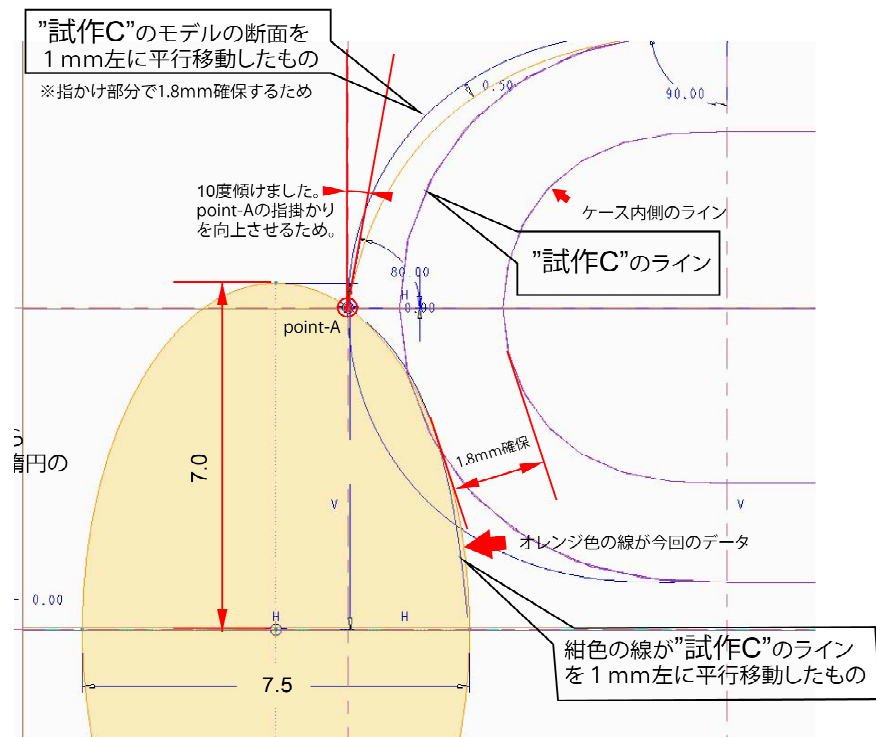 ”試作C”のモデルの断面を
１mm左に平行移動したもの
※指かけ部分で1.8mm確保するため
0.50
90.00
10度傾けました。
point-Aの指掛かり
を向上させるため。
ケース内側のライン
”試作C”のライン
80.00
H
0.00
point-A
1.8mm確保
7.0
ら
楕円の
V
V
オレンジ色の線が今回のデータ
0.00
H
H
紺色の線が”試作C”のライン
を１mm左に平行移動したもの
7.5